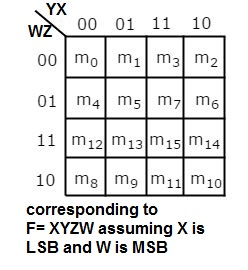 YX
WZ 00 01 11 10
00 m0 m1 m3 m2
01 m4 m5 m7 m6
11 m12 m13 m15 m14
10 m8 m9 m11 m10
corresponding to
F= XYZW assuming X is
LSB and W is MSB